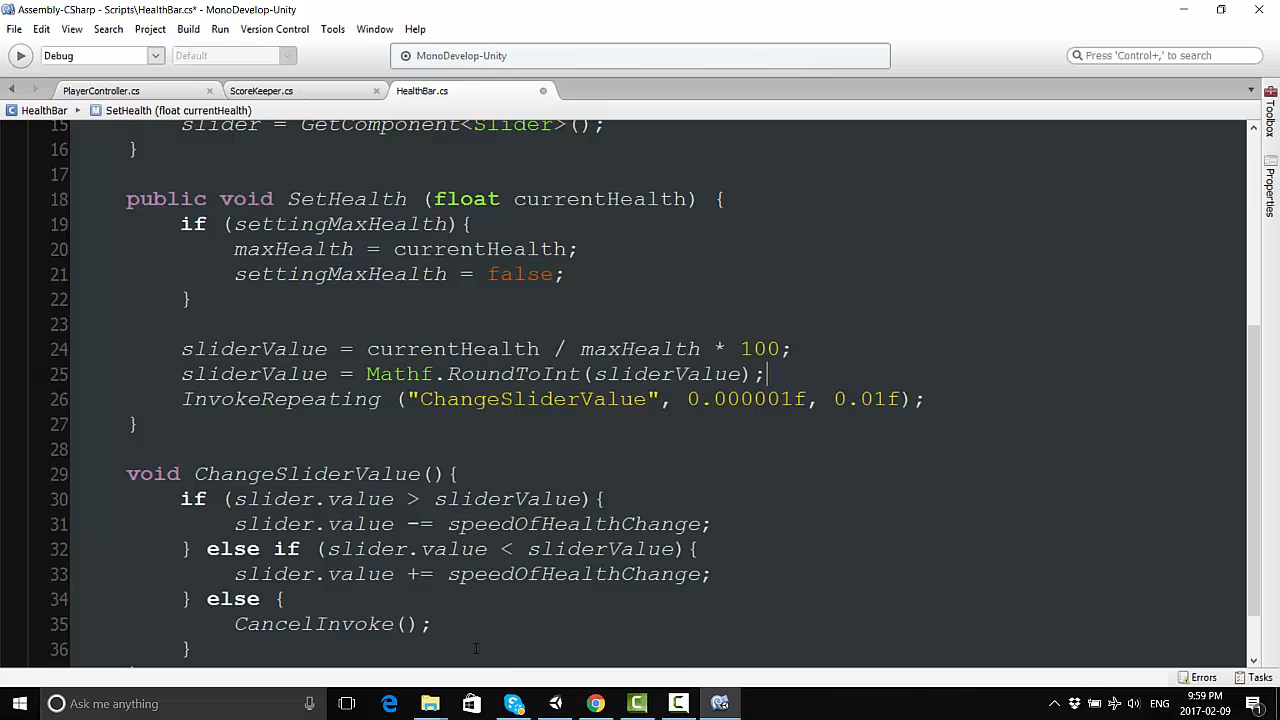 Assembly-CSharp - Scripts\HealthBar.cs* - MonoDevelop-Unity
File Edit View Search Project Build Run Version Control Tools Window Help
Debug Default MonoDevelop-Unity Press 'Control+,' to search
PlayerController.cs ScoreKeeper.cs HealthBar.cs
HealthBar SetHealth (float currentHealth)
Toolbox
Properties
15 slider = GetComponent<Slider>();
16 }
17
18 public void SetHealth (float currentHealth) {
19 if (settingMaxHealth){
20 maxHealth = currentHealth;
21 settingMaxHealth = false;
22 }
23
24 sliderValue = currentHealth / maxHealth * 100;
25 sliderValue = Mathf.RoundToInt(sliderValue);
26 InvokeRepeating ("ChangeSliderValue", 0.000001f, 0.01f);
27 }
28
29 void ChangeSliderValue(){
30 if (slider.value > sliderValue){
31 slider.value -= speedOfHealthChange;
32 } else if (slider.value < sliderValue){
33 slider.value += speedOfHealthChange;
34 } else {
35 CancelInvoke();
36 }
Errors Tasks
Ask me anything
ENG
9:59 PM
2017-02-09